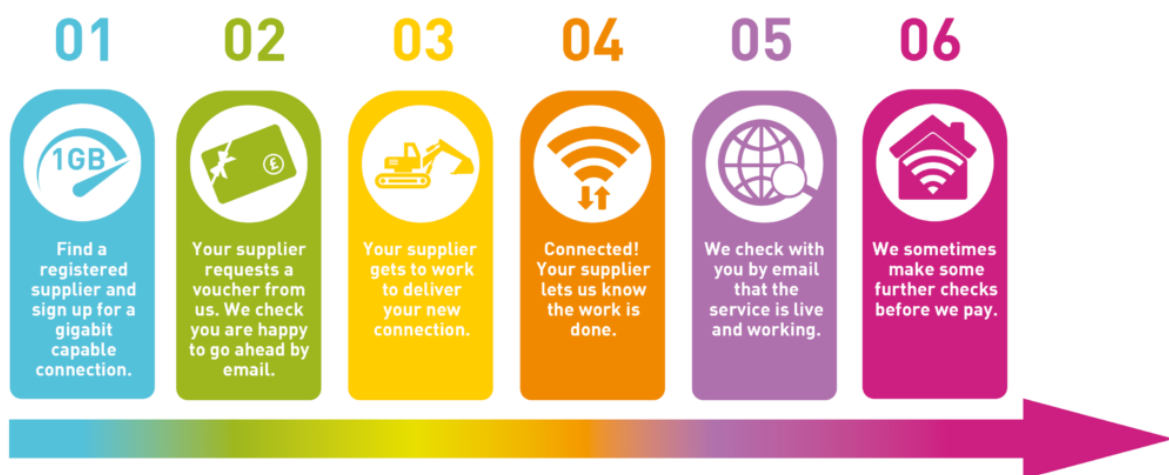 01
02
03
04
05
06
1GB
£
Find a
registered
supplier and
sign up for a
gigabit
capable
connection.
Your supplier
requests a
voucher from
us. We check
you are happy
to go ahead by
email.
Your supplier
gets to work
to deliver
your new
connection.
Connected!
Your supplier
lets us know
the work is
done.
We check with
you by email
that the
service is live
and working.
We sometimes
make some
further checks
before we pay.